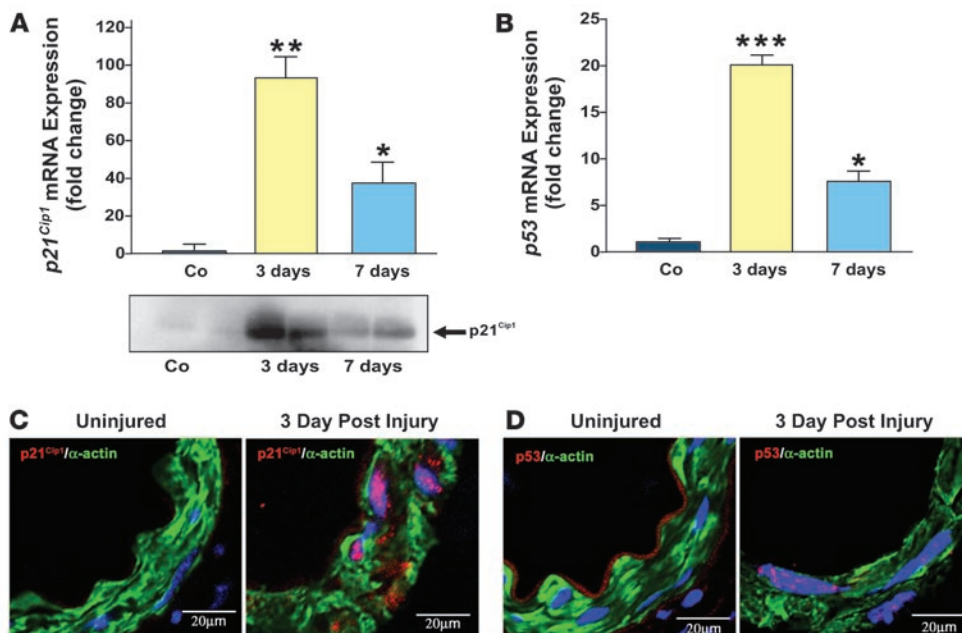 A
p21Cip1 mRNA Expression
(fold change)
120
100
80
60
40
20
0
**
*
Co
3 days
7 days
p21Cip1
Co
3 days
7 days
B
p53 mRNA Expression
(fold change)
25
20
15
10
5
0
***
*
Co
3 days
7 days
C
Uninjured
3 Day Post Injury
p21Cip1/α-actin
p21Cip1/α-actin
20μm
20μm
D
Uninjured
3 Day Post Injury
p53/α-actin
p53/α-actin
20μm
20μm